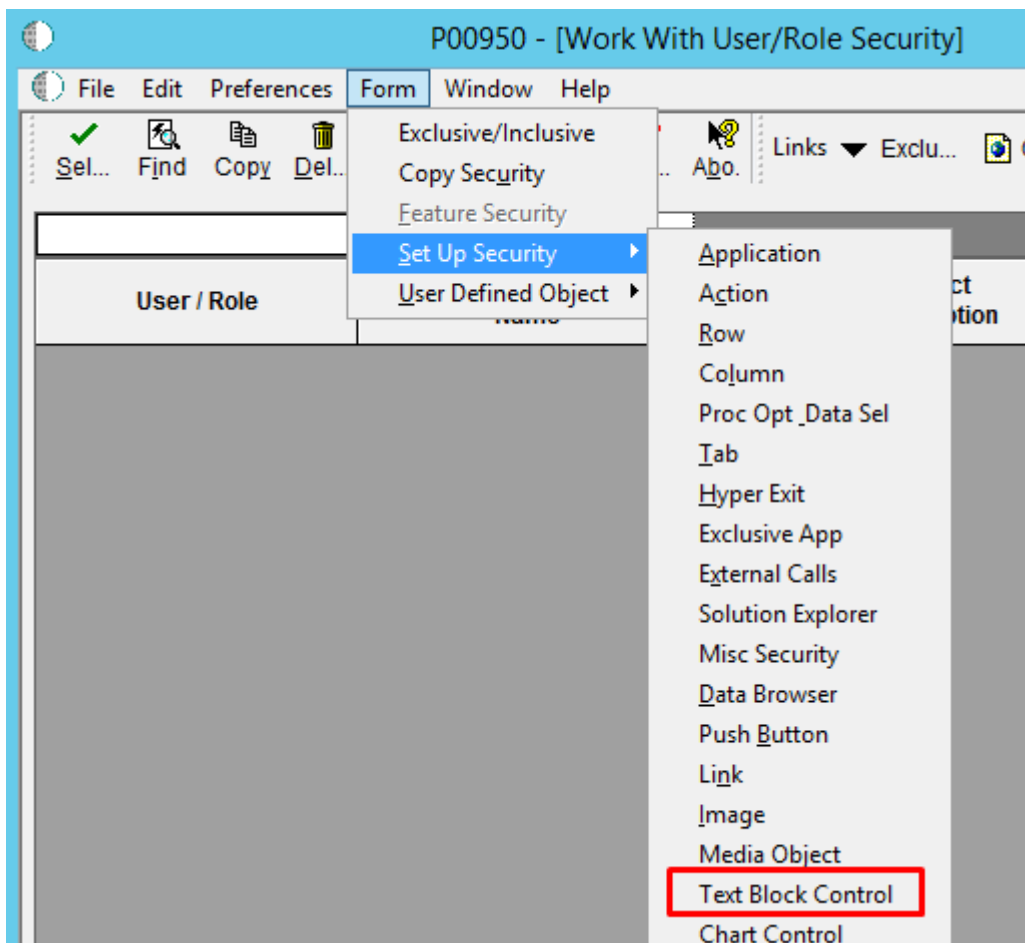 P00950 - [Work With User/Role Security]
File Edit Preferences Form Window Help
Sel... Find Copy Del... Abo. Links Exclu...
Exclusive/Inclusive
Copy Security
Feature Security
Set Up Security
User Defined Object
User / Role
Application
Action
Row
Column
Proc Opt _Data Sel
Tab
Hyper Exit
Exclusive App
External Calls
Solution Explorer
Misc Security
Data Browser
Push Button
Link
Image
Media Object
Text Block Control
Chart Control